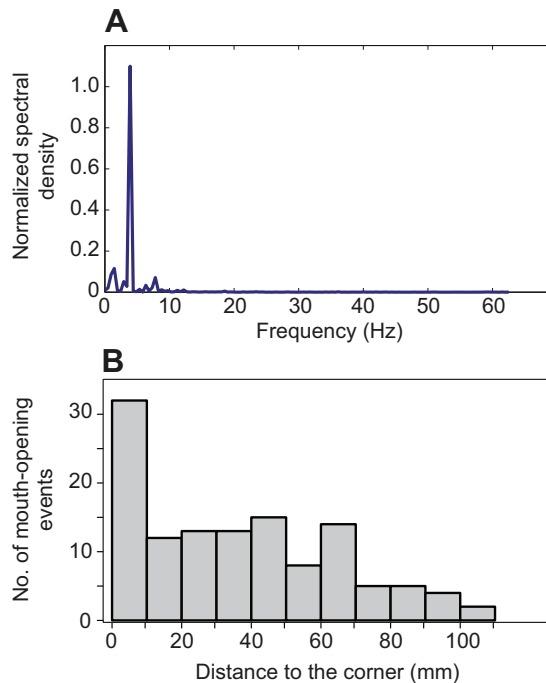 A
Normalized spectral
density
1.0
0.8
0.6
0.4
0.2
0
0 10 20 30 40 50 60
Frequency (Hz)
B
No. of mouth-opening
events
30
20
10
0
0 20 40 60 80 100
Distance to the corner (mm)